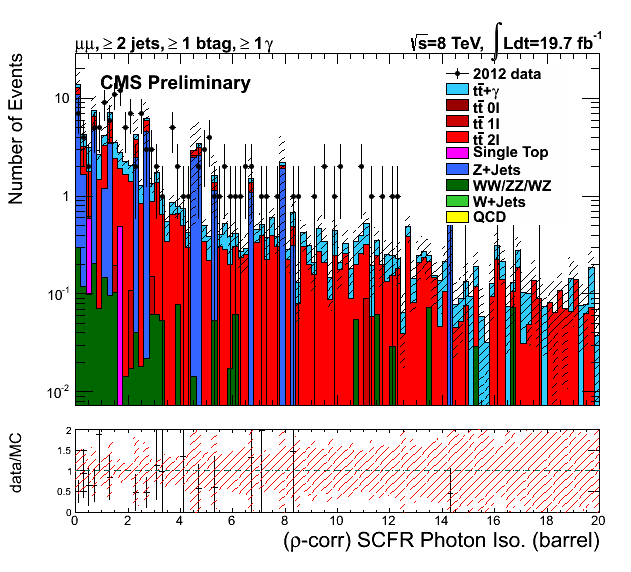 μμ, ≥ 2 jets, ≥ 1 btag, ≥ 1 γ
√s=8 TeV, ∫ Ldt=19.7 fb⁻¹
CMS Preliminary
Number of Events
10
1
10⁻¹
10⁻²
2012 data
tt̄+γ
tt̄ 0l
tt̄ 1l
tt̄ 2l
Single Top
Z+Jets
WW/ZZ/WZ
W+Jets
QCD
data/MC
2
1.5
1
0.5
0
0 2 4 6 8 10 12 14 16 18 20
(ρ-corr) SCFR Photon Iso. (barrel)